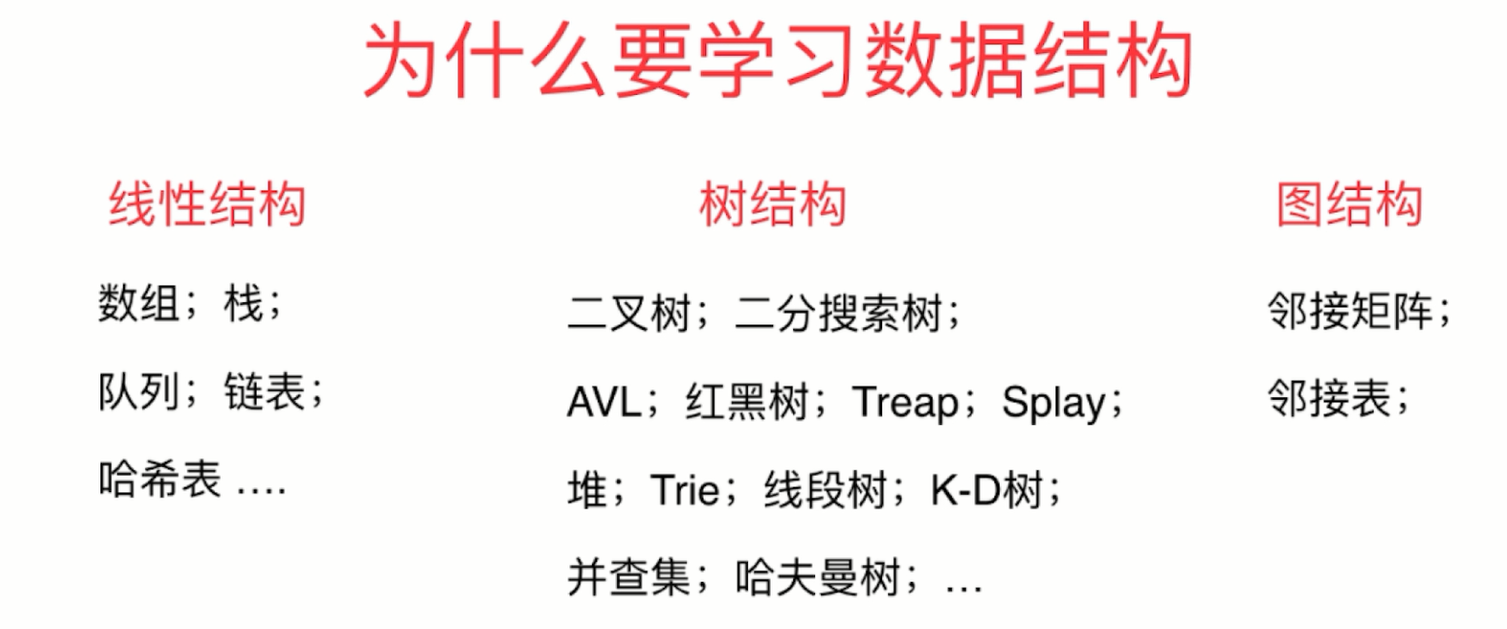 为什么要学习数据结构
线性结构
数组；栈；
队列；链表；
哈希表 ....
树结构
二叉树；二分搜索树；
AVL；红黑树；Treap；Splay；
堆；Trie；线段树；K-D树；
并查集；哈夫曼树；...
图结构
邻接矩阵；
邻接表；